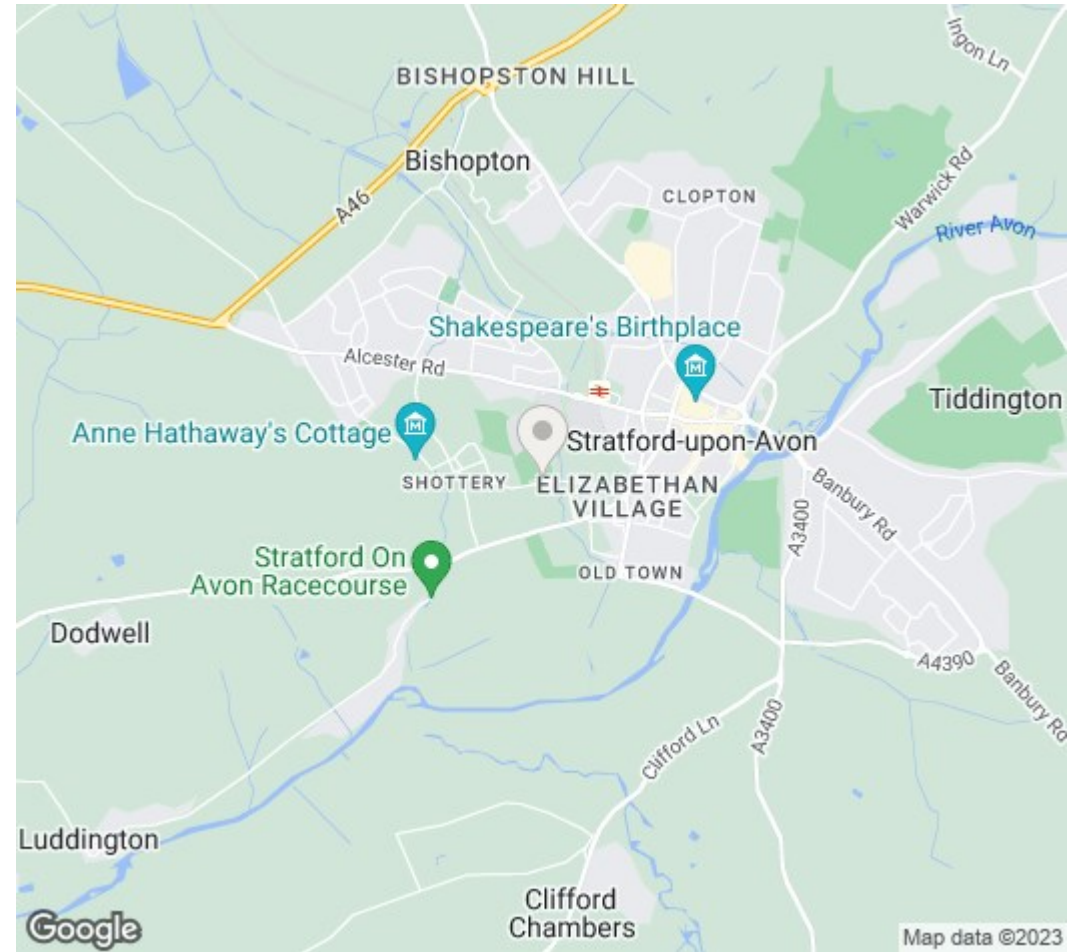 Ingon Ln
BISHOPSTON HILL
Bishopton
A46
CLOPTON
Warwick Rd
River Avon
Shakespeare's Birthplace
Alcester Rd
Tiddington
Anne Hathaway's Cottage
Stratford-upon-Avon
SHOTTERY
ELIZABETHAN
VILLAGE
Banbury Rd
A3400
Stratford On
Avon Racecourse
OLD TOWN
Dodwell
A4390
Banbury Rd
Clifford Ln
A3400
Luddington
Clifford
Chambers
Google
Map data ©2023